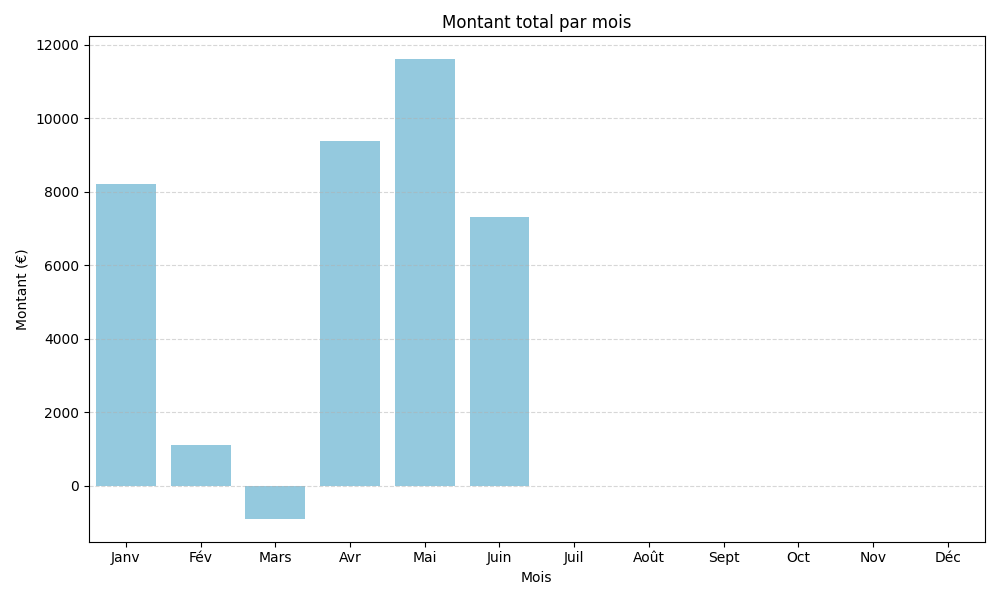 Montant total par mois
12000
10000
8000
6000
4000
2000
0
Montant (€)
Janv Fév Mars Avr Mai Juin Juil Août Sept Oct Nov Déc
Mois